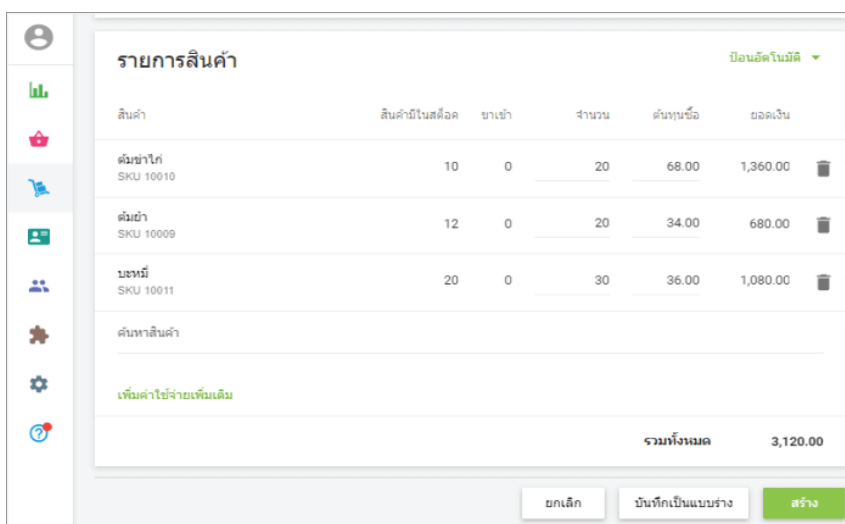 รายการสินค้า
ป้อนอัตโนมัติ
สินค้า สินค้ามีในสต็อค ขาเข้า จำนวน ต้นทุนซื้อ ยอดเงิน
ต้มข่าไก่ 10 0 20 68.00 1,360.00
SKU 10010
ต้มยำ 12 0 20 34.00 680.00
SKU 10009
บะหมี่ 20 0 30 36.00 1,080.00
SKU 10011
ค้นหาสินค้า
เพิ่มค่าใช้จ่ายเพิ่มเติม
รวมทั้งหมด 3,120.00
ยกเลิก บันทึกเป็นแบบร่าง สร้าง